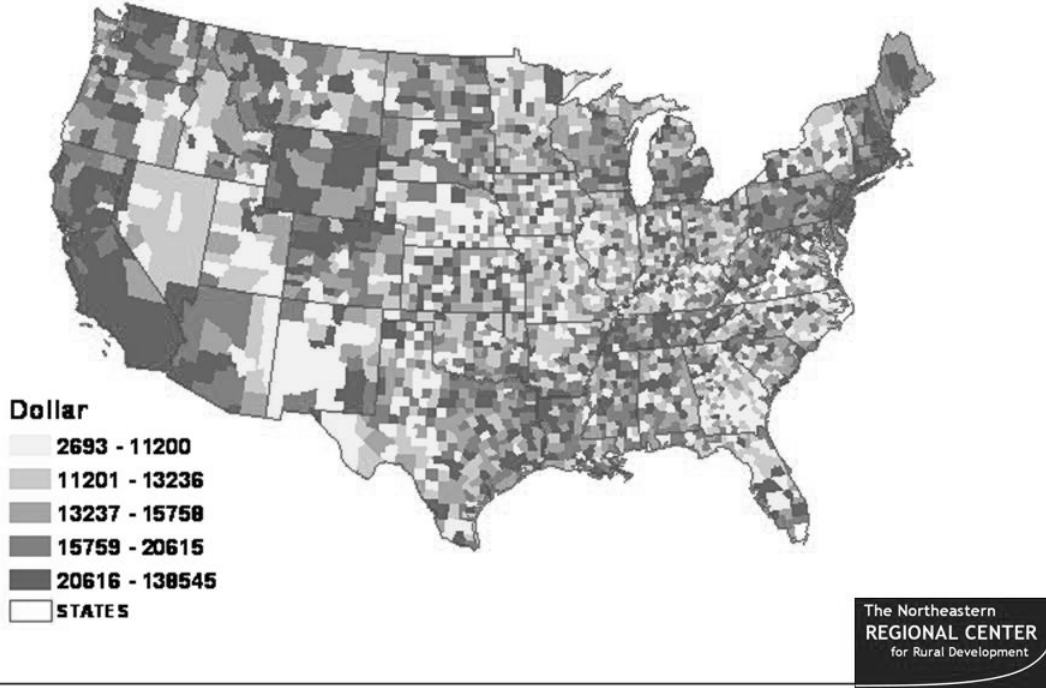 Dollar
2693 - 11200
11201 - 13236
13237 - 15758
15759 - 20615
20616 - 138545
STATES
The Northeastern
REGIONAL CENTER
for Rural Development